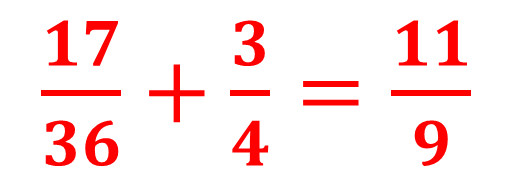 17/36 + 3/4 = 11/9